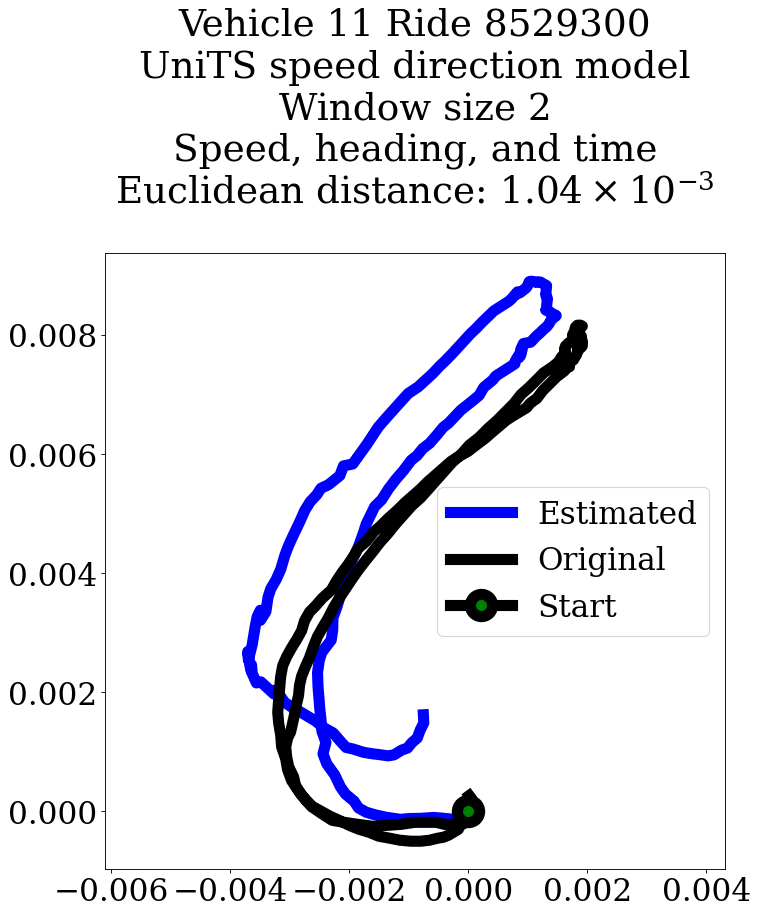 Vehicle 11 Ride 8529300
UniTS speed direction model
Window size 2
Speed, heading, and time
Euclidean distance: 1.04 × 10⁻³
0.008
0.006
0.004
0.002
0.000
Estimated
Original
Start
−0.006 −0.004 −0.002 0.000 0.002 0.004